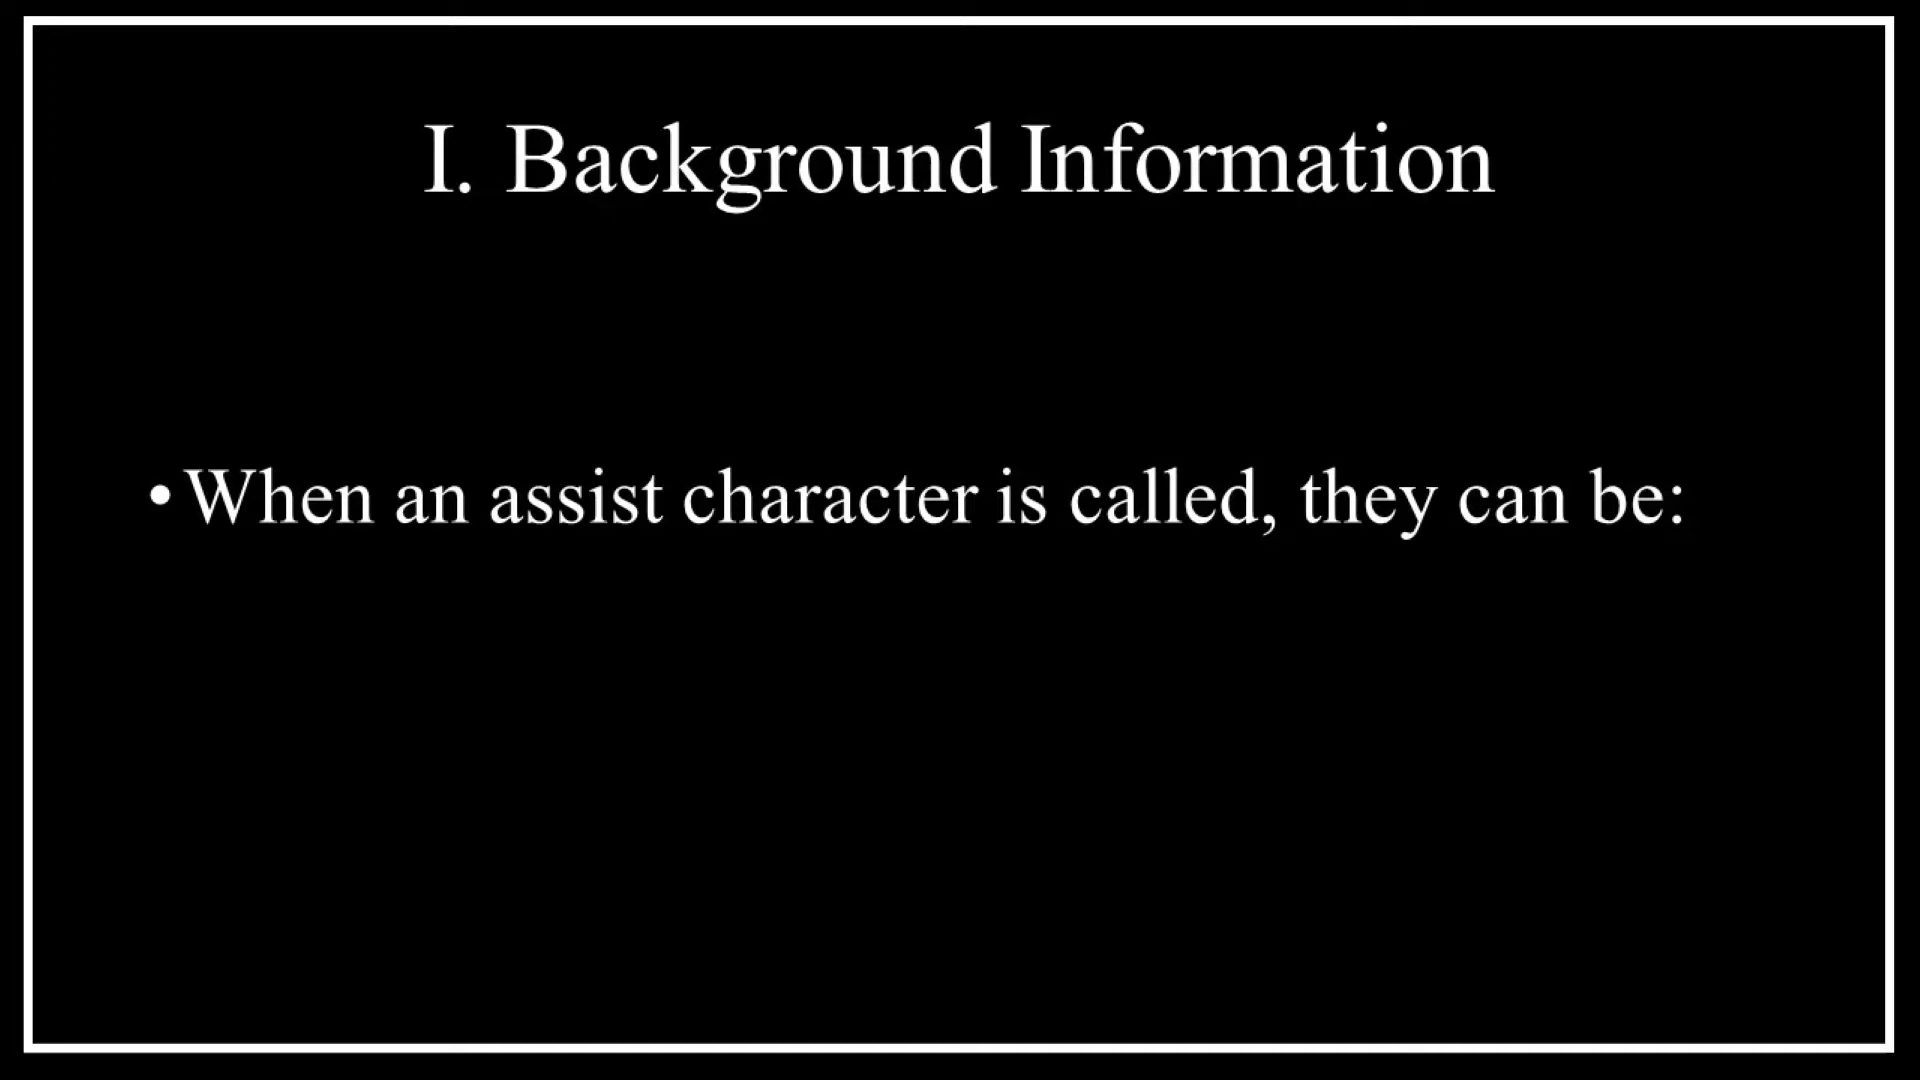 I. Background Information
• When an assist character is called, they can be: